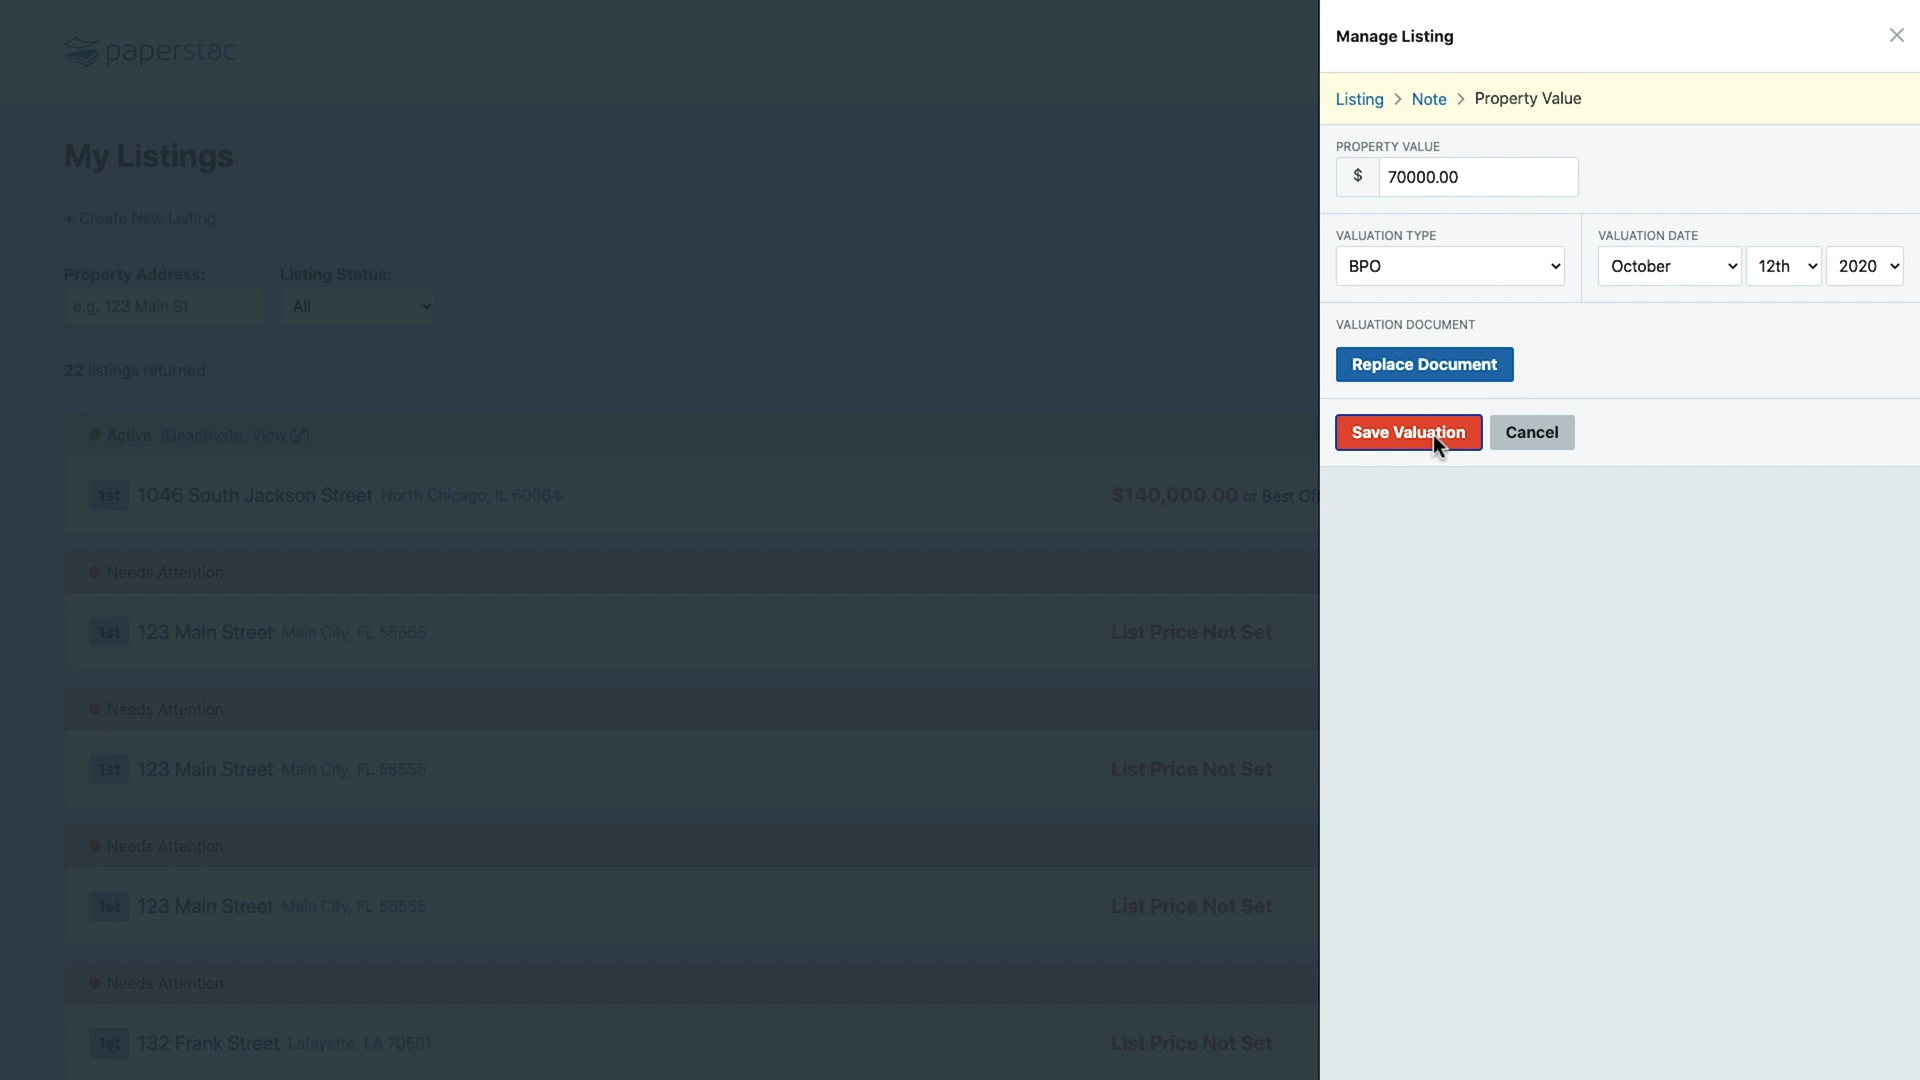 paperstac
My Listings
+ Create New Listing
Property Address:
Listing Status:
e.g. 123 Main St
All
22 listings returned
Active (Deactivate, View)
1st 1046 South Jackson Street North Chicago, IL 60064
$140,000.00 or Best Of
Needs Attention
1st 123 Main Street Main City, FL 55555
List Price Not Set
Needs Attention
1st 123 Main Street Main City, FL 55555
List Price Not Set
Needs Attention
1st 123 Main Street Main City, FL 55555
List Price Not Set
Needs Attention
1st 132 Frank Street Lafayette, LA 70501
List Price Not Set
Manage Listing
Listing > Note > Property Value
PROPERTY VALUE
$ 70000.00
VALUATION TYPE
BPO
VALUATION DATE
October 12th 2020
VALUATION DOCUMENT
Replace Document
Save Valuation Cancel